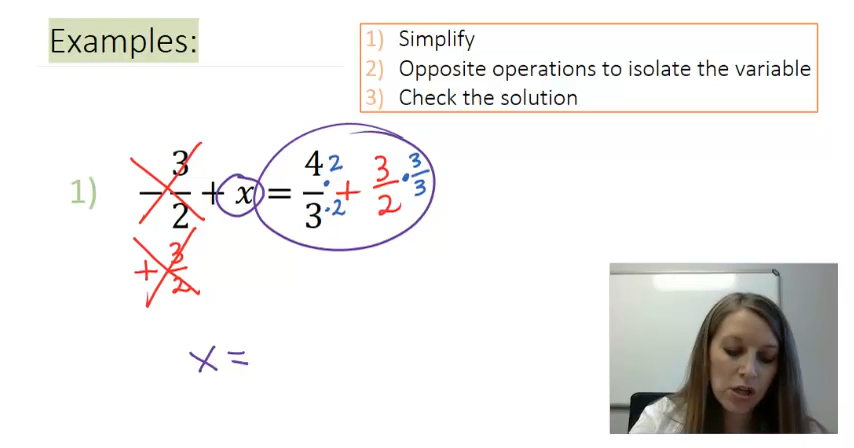 Examples:
1) Simplify
2) Opposite operations to isolate the variable
3) Check the solution
1) - 3/2 + x = 4/3 · 2/2 + 3/2 · 3/3
+ 3/2
x =